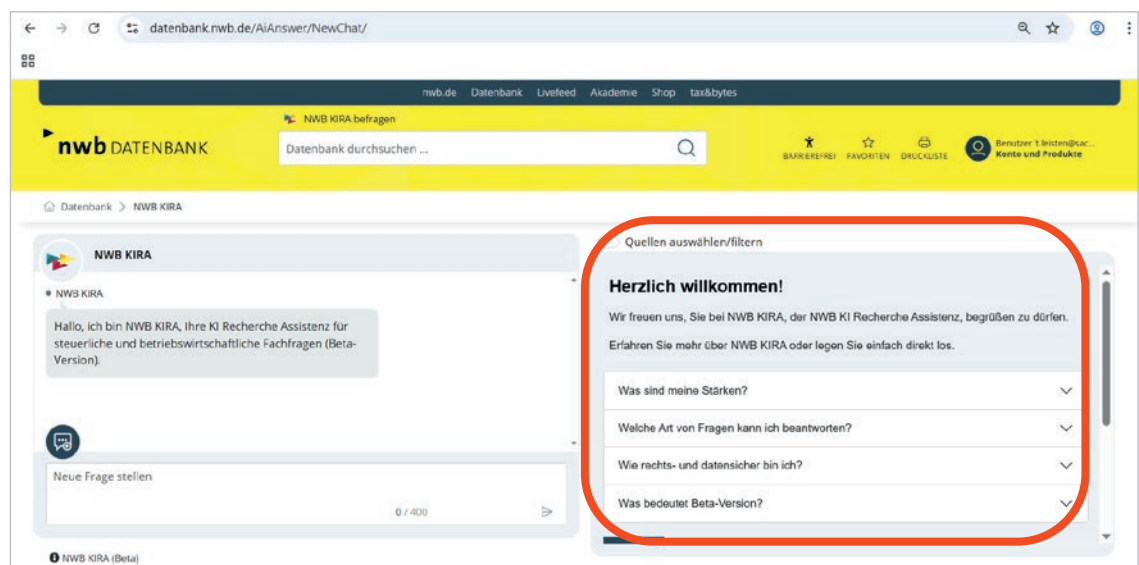 datenbank.nwb.de/AiAnswer/NewChat/
nwb.de Datenbank Livefeed Akademie Shop tax&bytes
NWB KIRA befragen
nwb DATENBANK
Datenbank durchsuchen ...
BARRIEREFREI FAVORITEN DRUCKLISTE
Benutzer t.leisten@sac...
Konto und Produkte
Datenbank > NWB KIRA
NWB KIRA
NWB KIRA
Hallo, ich bin NWB KIRA, Ihre KI Recherche Assistenz für
steuerliche und betriebswirtschaftliche Fachfragen (Beta-
Version).
Neue Frage stellen
0 / 400
NWB KIRA (Beta)
Quellen auswählen/filtern
Herzlich willkommen!
Wir freuen uns, Sie bei NWB KIRA, der NWB KI Recherche Assistenz, begrüßen zu dürfen.
Erfahren Sie mehr über NWB KIRA oder legen Sie einfach direkt los.
Was sind meine Stärken?
Welche Art von Fragen kann ich beantworten?
Wie rechts- und datensicher bin ich?
Was bedeutet Beta-Version?